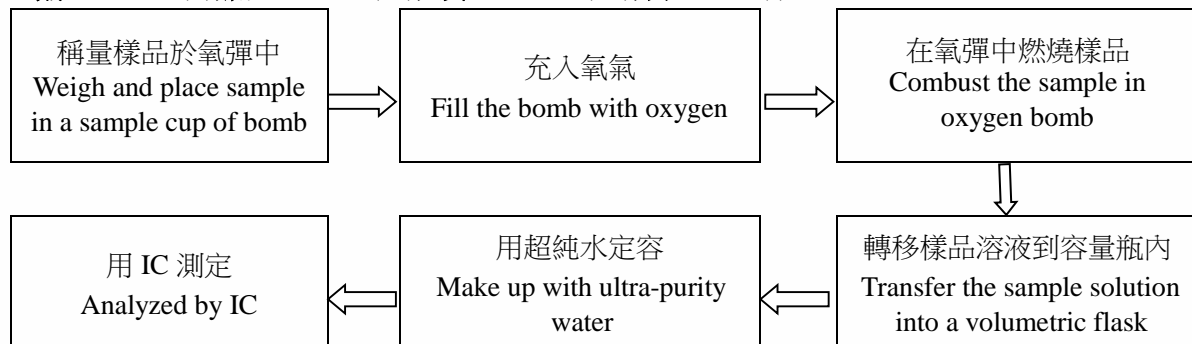 稱量樣品於氧彈中
Weigh and place sample
in a sample cup of bomb
充入氧氣
Fill the bomb with oxygen
在氧彈中燃燒樣品
Combust the sample in
oxygen bomb
轉移樣品溶液到容量瓶內
Transfer the sample solution
into a volumetric flask
用超純水定容
Make up with ultra-purity
water
用 IC 測定
Analyzed by IC